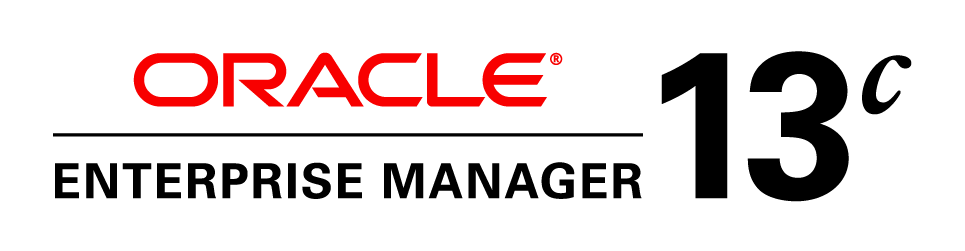 ORACLE®
ENTERPRISE MANAGER
13c